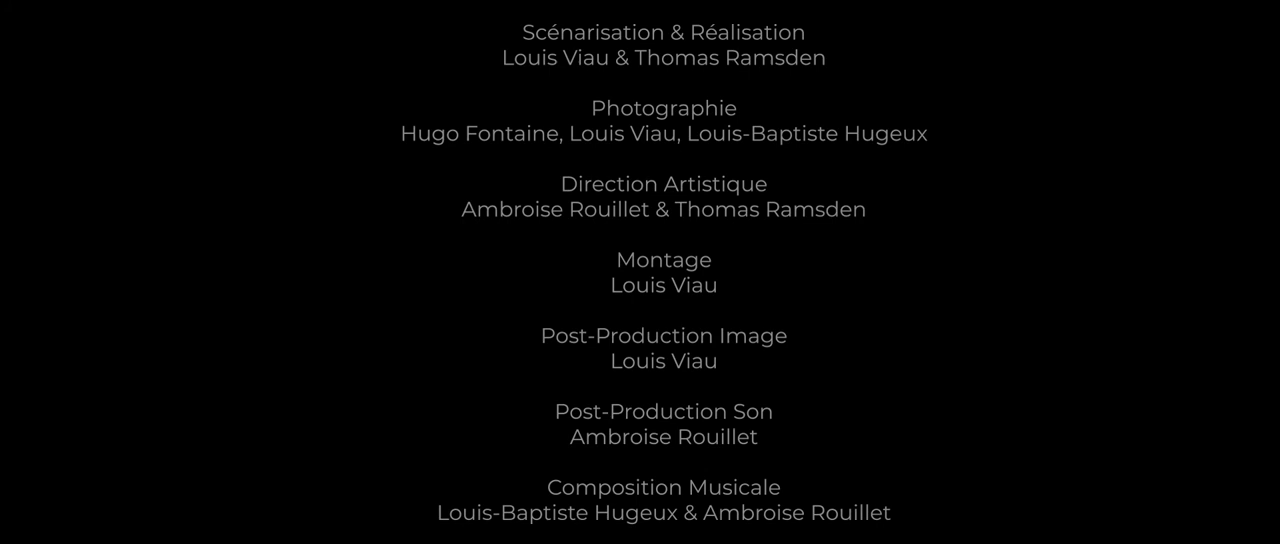 Scénarisation & Réalisation
Louis Viau & Thomas Ramsden
Photographie
Hugo Fontaine, Louis Viau, Louis-Baptiste Hugeux
Direction Artistique
Ambroise Rouillet & Thomas Ramsden
Montage
Louis Viau
Post-Production Image
Louis Viau
Post-Production Son
Ambroise Rouillet
Composition Musicale
Louis-Baptiste Hugeux & Ambroise Rouillet